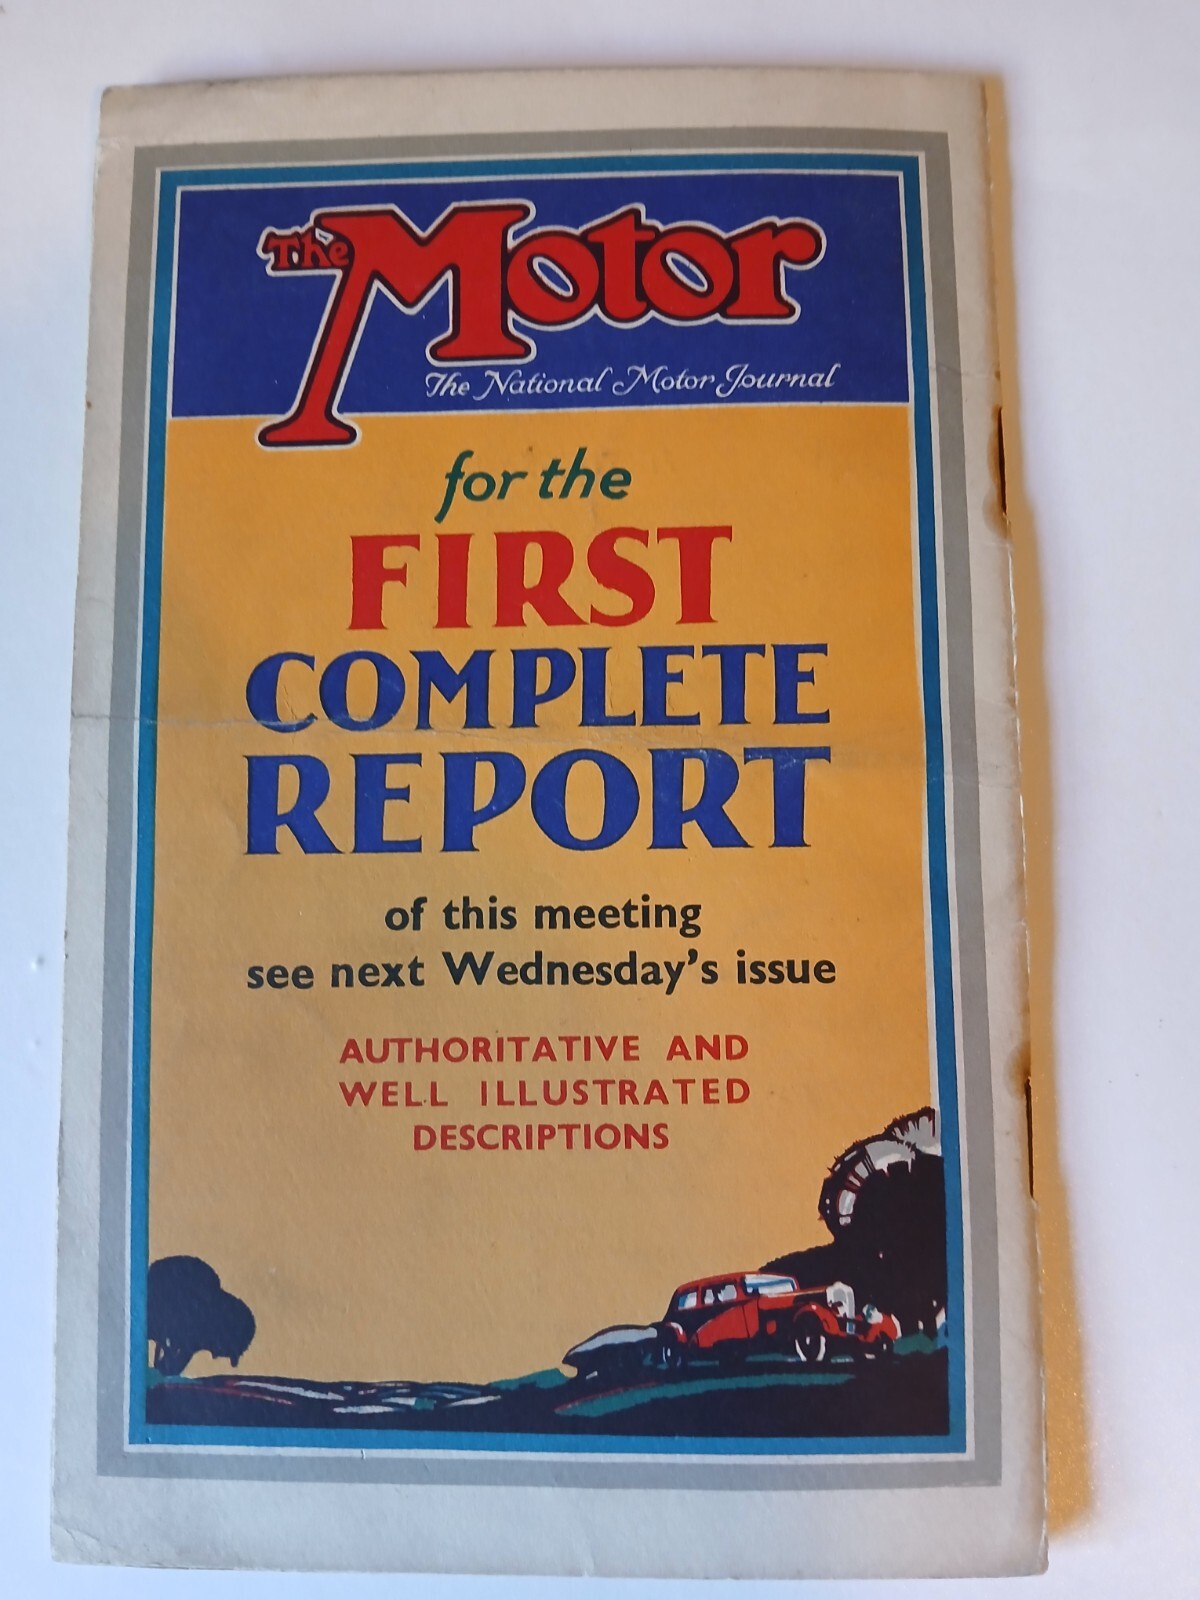 The Motor
The National Motor Journal
for the
FIRST
COMPLETE
REPORT
of this meeting
see next Wednesday's issue
AUTHORITATIVE AND
WELL ILLUSTRATED
DESCRIPTIONS